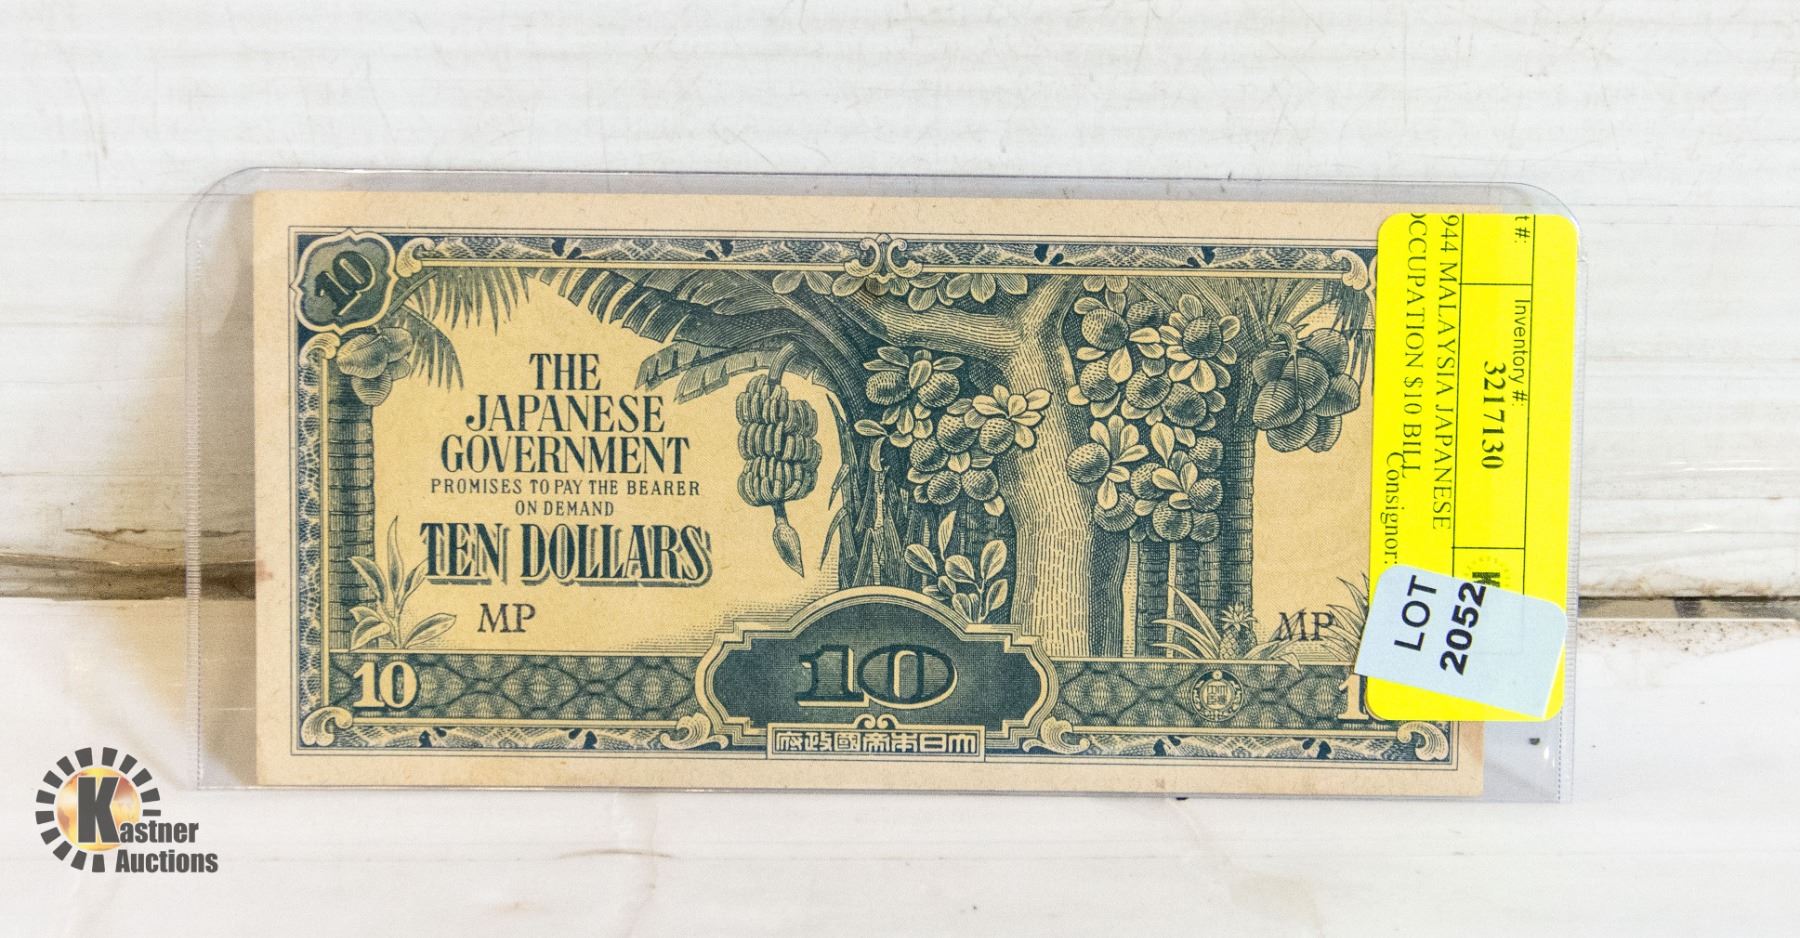 10
THE
JAPANESE
GOVERNMENT
PROMISES TO PAY THE BEARER
ON DEMAND
TEN DOLLARS
MP
MP
10
10
府政國帝本日大
t #:
Inventory #:
3217130
944 MALAYSIA JAPANESE
OCCUPATION $10 BILL
Consignor:
LOT
2052
Kastner
Auctions